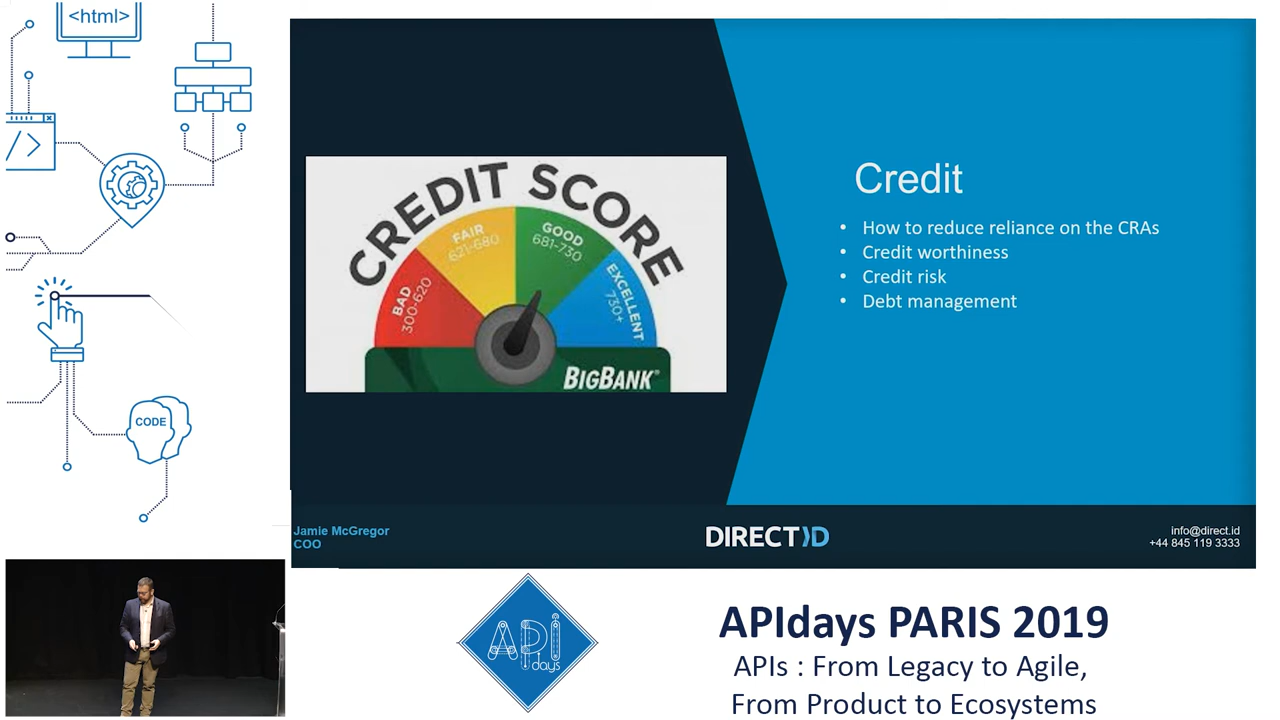 <html>
/>
CODE
CREDIT SCORE
BAD
300-620
FAIR
621-680
GOOD
681-730
EXCELLENT
730+
BIGBANK
Credit
• How to reduce reliance on the CRAs
• Credit worthiness
• Credit risk
• Debt management
Jamie McGregor
COO
DIRECT ID
info@direct.id
+44 845 119 3333
API
days
APIdays PARIS 2019
APIs : From Legacy to Agile,
From Product to Ecosystems